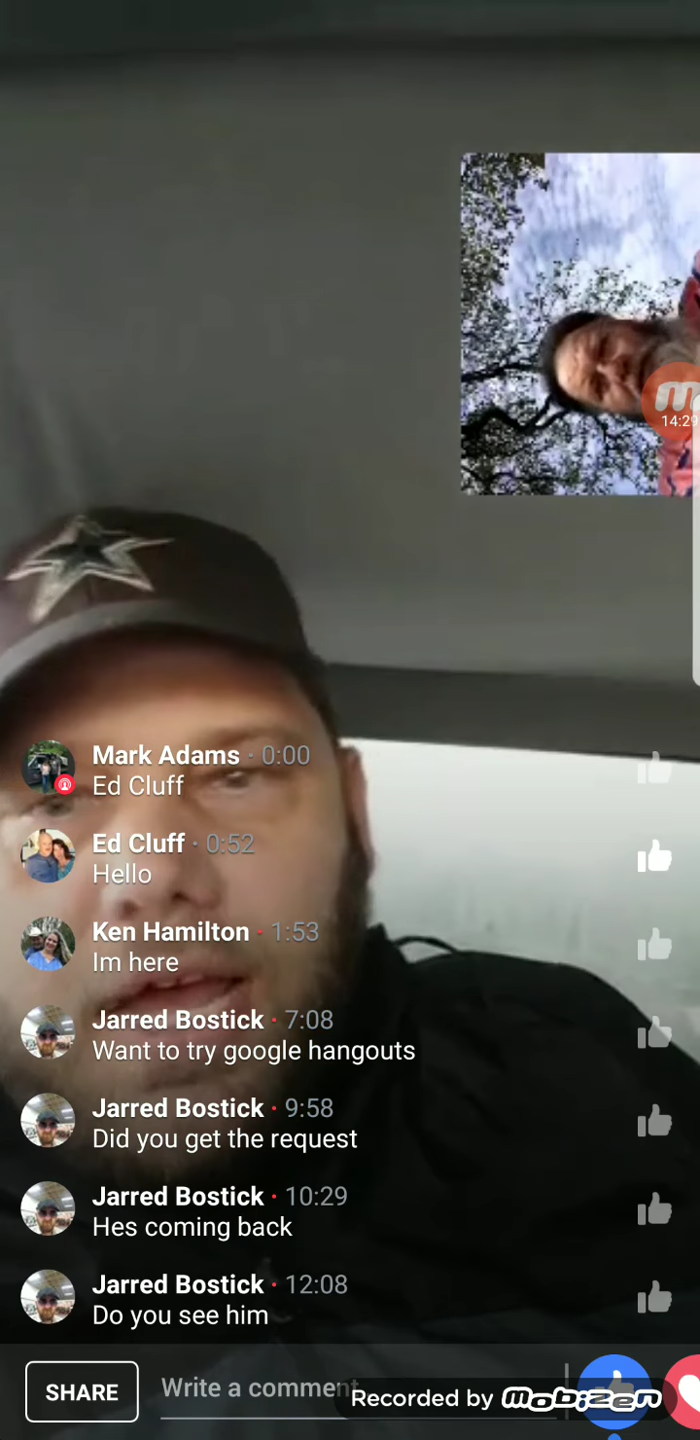 14:29
Mark Adams · 0:00
Ed Cluff
Ed Cluff · 0:52
Hello
Ken Hamilton · 1:53
Im here
Jarred Bostick · 7:08
Want to try google hangouts
Jarred Bostick · 9:58
Did you get the request
Jarred Bostick · 10:29
Hes coming back
Jarred Bostick · 12:08
Do you see him
SHARE
Write a comment
Recorded by mobizen